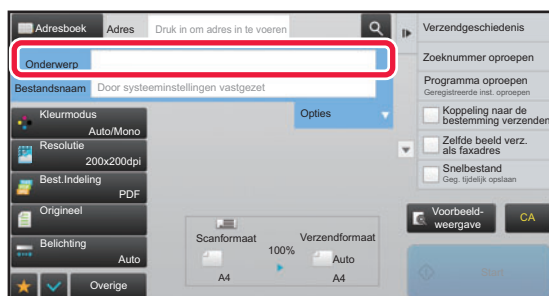 Adresboek
Adres
Druk in om adres in te voeren
Onderwerp
Bestandsnaam
Door systeeminstellingen vastgezet
Opties
Kleurmodus
Auto/Mono
Resolutie
200x200dpi
Best.Indeling
PDF
Origineel
Belichting
Auto
Overige
Scanformaat
A4
100%
Verzendformaat
Auto
A4
Verzendgeschiedenis
Zoeknummer oproepen
Programma oproepen
Geregistreerde inst. oproepen
Koppeling naar de
bestemming verzenden
Zelfde beeld verz.
als faxadres
Snelbestand
Geg. tijdelijk opslaan
Voorbeeld-
weergave
CA
Start